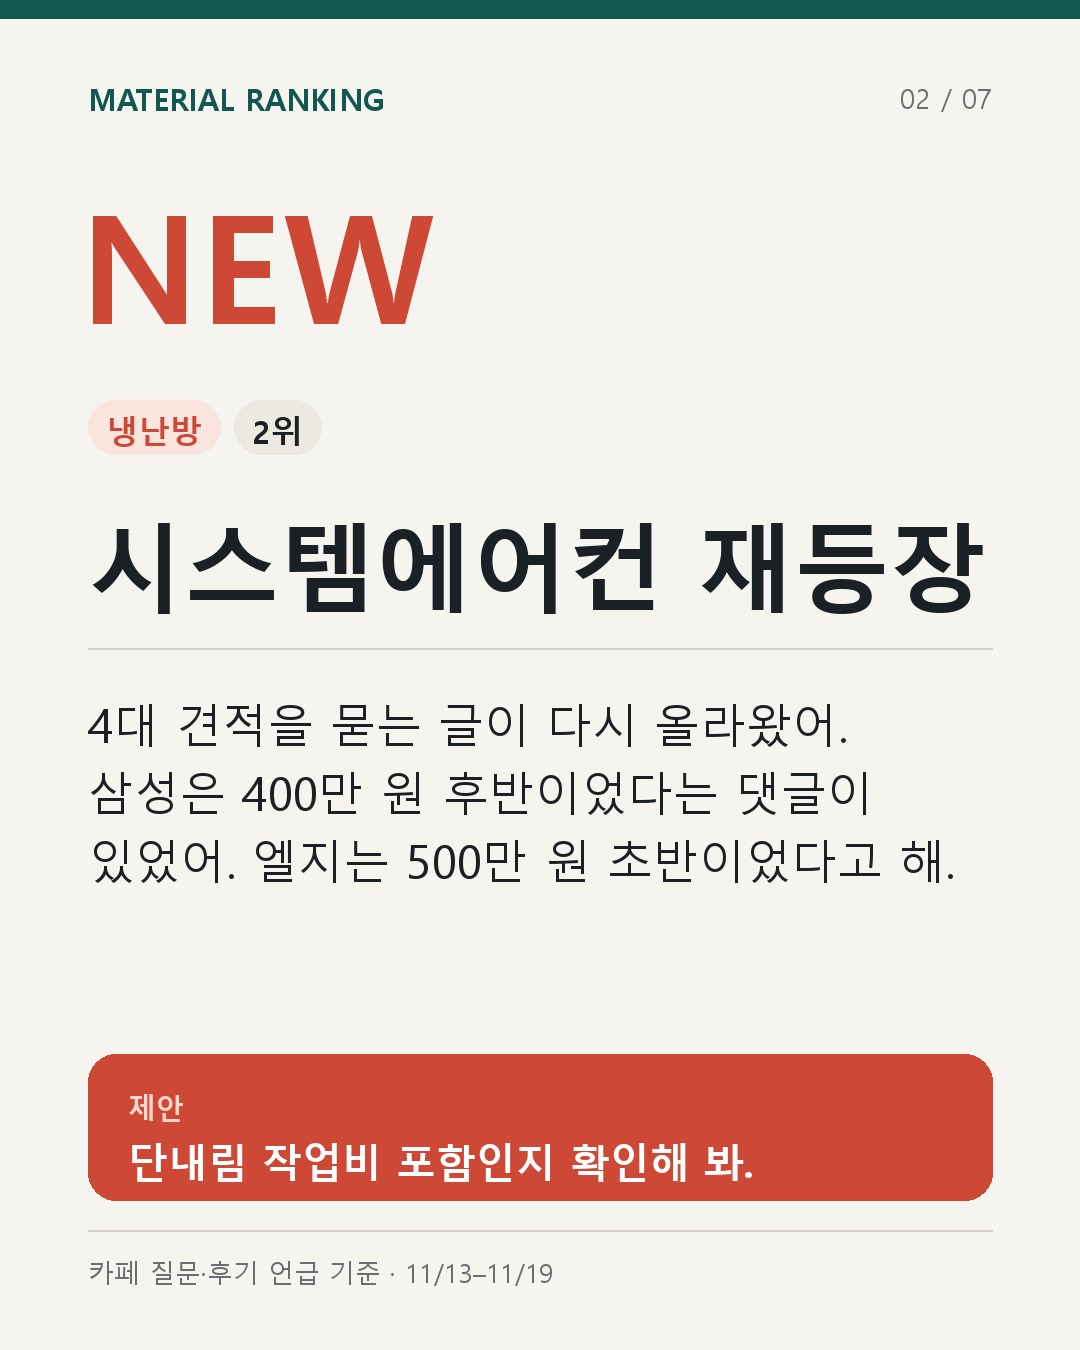 MATERIAL RANKING
02 / 07
NEW
냉난방
2위
시스템에어컨 재등장
4대 견적을 묻는 글이 다시 올라왔어.
삼성은 400만 원 후반이었다는 댓글이
있었어. 엘지는 500만 원 초반이었다고 해.
제안
단내림 작업비 포함인지 확인해 봐.
카페 질문·후기 언급 기준 · 11/13–11/19